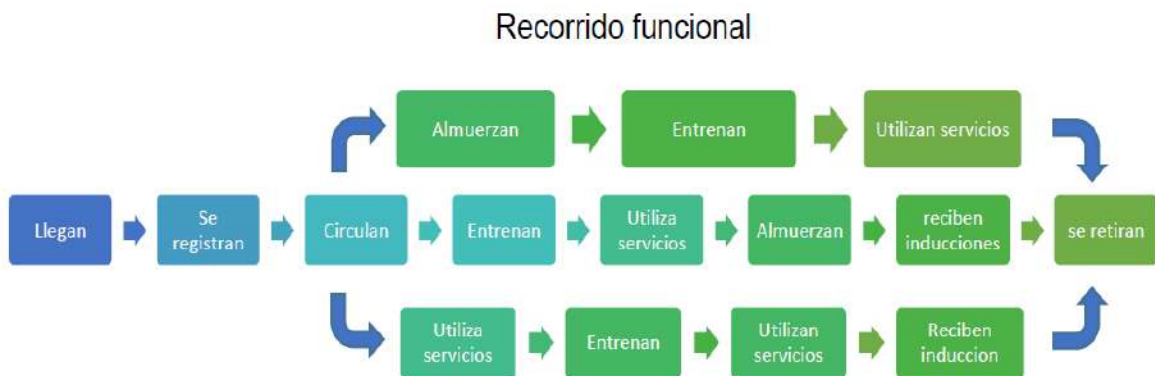 Recorrido funcional
Almuerzan
Entrenan
Utilizan servicios
Llegan
Se
registran
Circulan
Entrenan
Utiliza
servicios
Almuerzan
reciben
inducciones
se retiran
Utiliza
servicios
Entrenan
Utilizan
servicios
Reciben
induccion